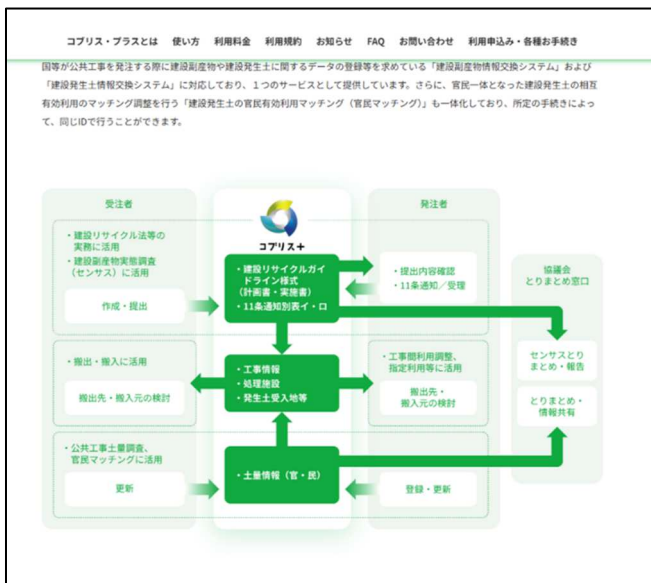 コブリス・プラスとは 使い方 利用料金 利用規約 お知らせ FAQ お問い合わせ 利用申込み・各種お手続き
国等が公共工事を発注する際に建設副産物や建設発生土に関するデータの登録等を求めている「建設副産物情報交換システム」および
「建設発生土情報交換システム」に対応しており、1つのサービスとして提供しています。さらに、官民一体となった建設発生土の相互
有効利用のマッチング調整を行う「建設発生土の官民有効利用マッチング（官民マッチング）」も一体化しており、所定の手続きによっ
て、同じIDで行うことができます。
受注者
・建設リサイクル法等の
実務に活用
・建設副産物実態調査
（センサス）に活用
作成・提出
コブリス＋
・建設リサイクルガイ
ドライン様式
（計画書・実施書）
・11条通知別表イ・ロ
発注者
・提出内容確認
・11条通知／受理
協議会
とりまとめ窓口
・搬出・搬入に活用
搬出先・搬入元の検討
・工事情報
・処理施設
・発生土受入地等
・工事間利用調整、
指定利用等に活用
搬出先・
搬入元の検討
センサスとり
まとめ・報告
とりまとめ・
情報共有
・公共工事土量調査、
官民マッチングに活用
更新
・土量情報（官・民）
登録・更新